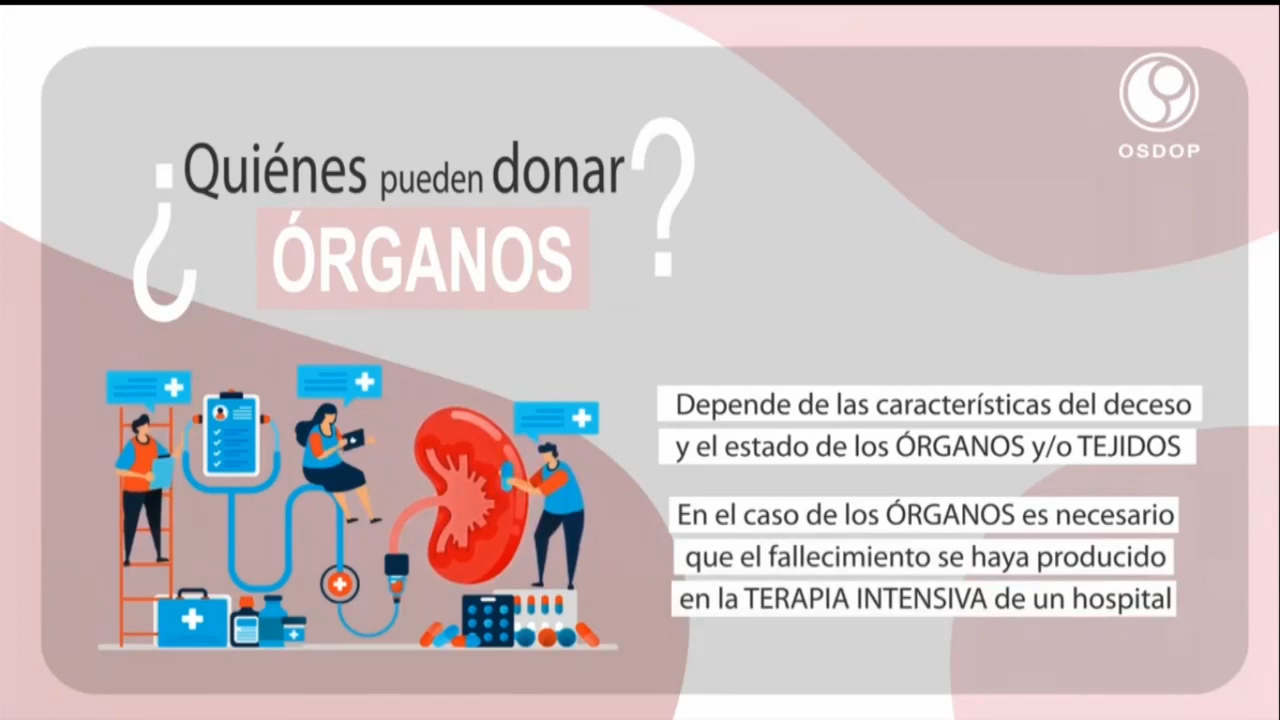 ¿Quiénes pueden donar
ÓRGANOS?
OSDOP
Depende de las características del deceso
y el estado de los ÓRGANOS y/o TEJIDOS
En el caso de los ÓRGANOS es necesario
que el fallecimiento se haya producido
en la TERAPIA INTENSIVA de un hospital